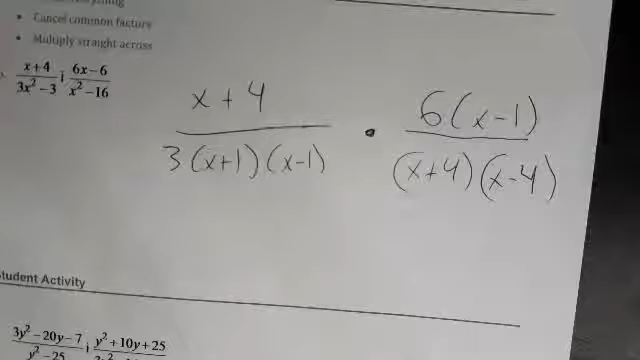 • Cancel common factors
• Multiply straight across
x+4 / 3x² −3 i 6x−6 / x² −16
x + 4 / 3(x+1)(x−1) • 6(x−1) / (x+4)(x−4)
Student Activity
3y² −20y −7 / y² −25 i y² +10y +25